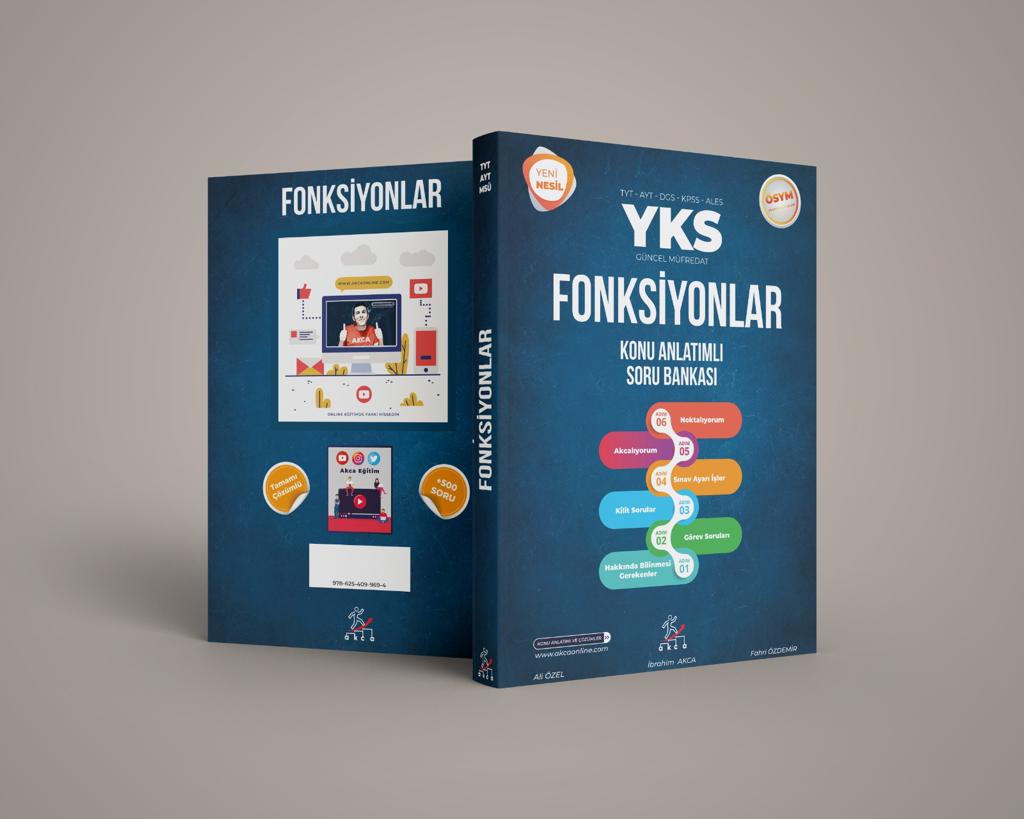 FONKSİYONLAR
WWW.AKCAONLINE.COM
AKCA
ONLINE EĞİTİMDE FARKI HİSSEDİN
Akca Eğitim
Tamamı
Çözümlü
+500
SORU
978-625-409-969-4
akca
TYT
AYT
MSÜ
FONKSİYONLAR
akca
YENİ
NESİL
ÖSYM
TYT - AYT - DGS - KPSS - ALES
YKS
GÜNCEL MÜFREDAT
FONKSİYONLAR
KONU ANLATIMLI
SORU BANKASI
ADIM
06
Noktalıyorum
Akcalıyorum
ADIM
05
ADIM
04
Sınav Ayarı İşler
Kilit Sorular
ADIM
03
ADIM
02
Görev Soruları
Hakkında Bilinmesi
Gerekenler
ADIM
01
KONU ANLATIMI VE ÇÖZÜMLER
www.akcaonline.com
akca
Ali ÖZEL
İbrahim AKCA
Fahri ÖZDEMİR